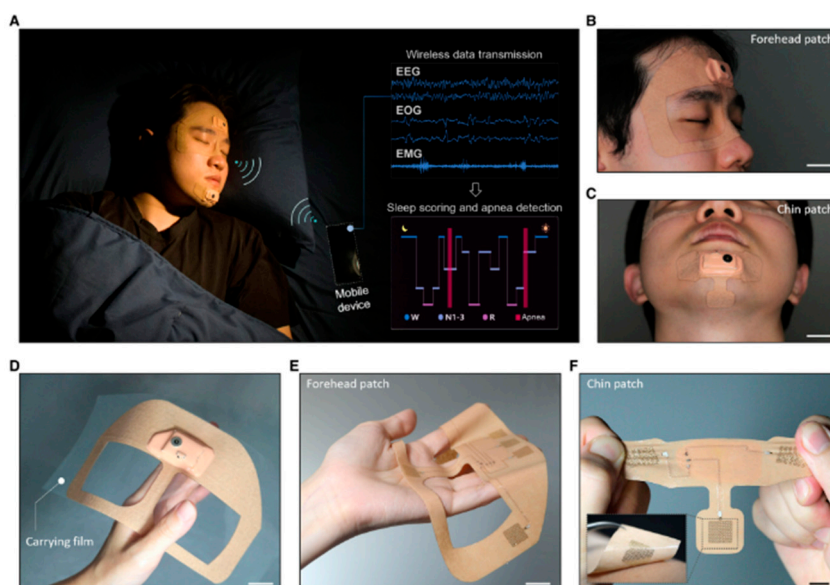 A
Wireless data transmission
EEG
EOG
EMG
Sleep scoring and apnea detection
W N1-3 R Apnea
Mobile
device
B
Forehead patch
C
Chin patch
D
Carrying film
E
Forehead patch
F
Chin patch